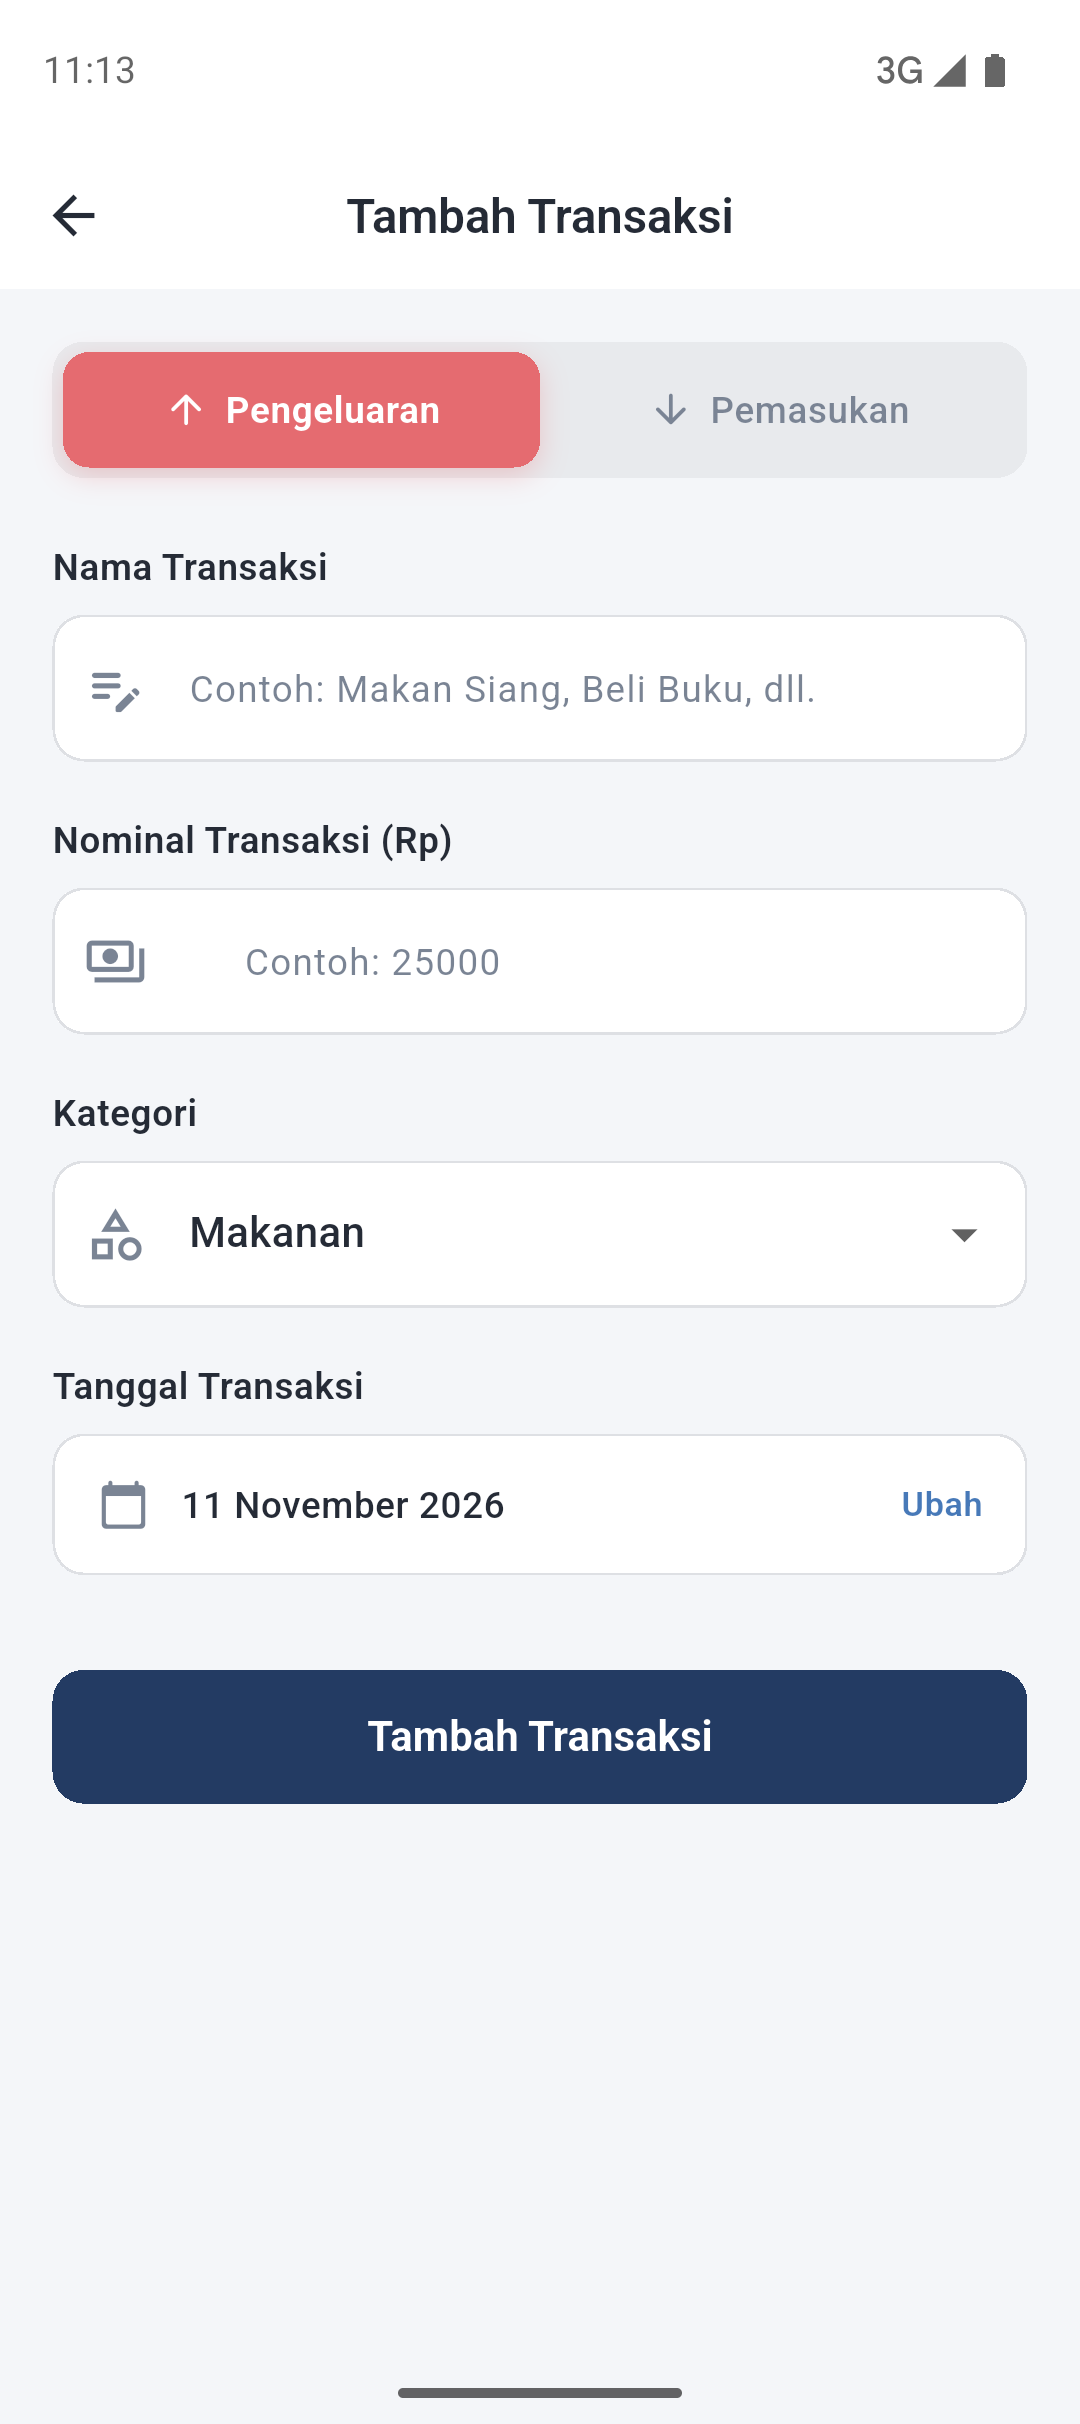 11:13
3G
Tambah Transaksi
Pengeluaran
Pemasukan
Nama Transaksi
Contoh: Makan Siang, Beli Buku, dll.
Nominal Transaksi (Rp)
Contoh: 25000
Kategori
Makanan
Tanggal Transaksi
11 November 2026
Ubah
Tambah Transaksi